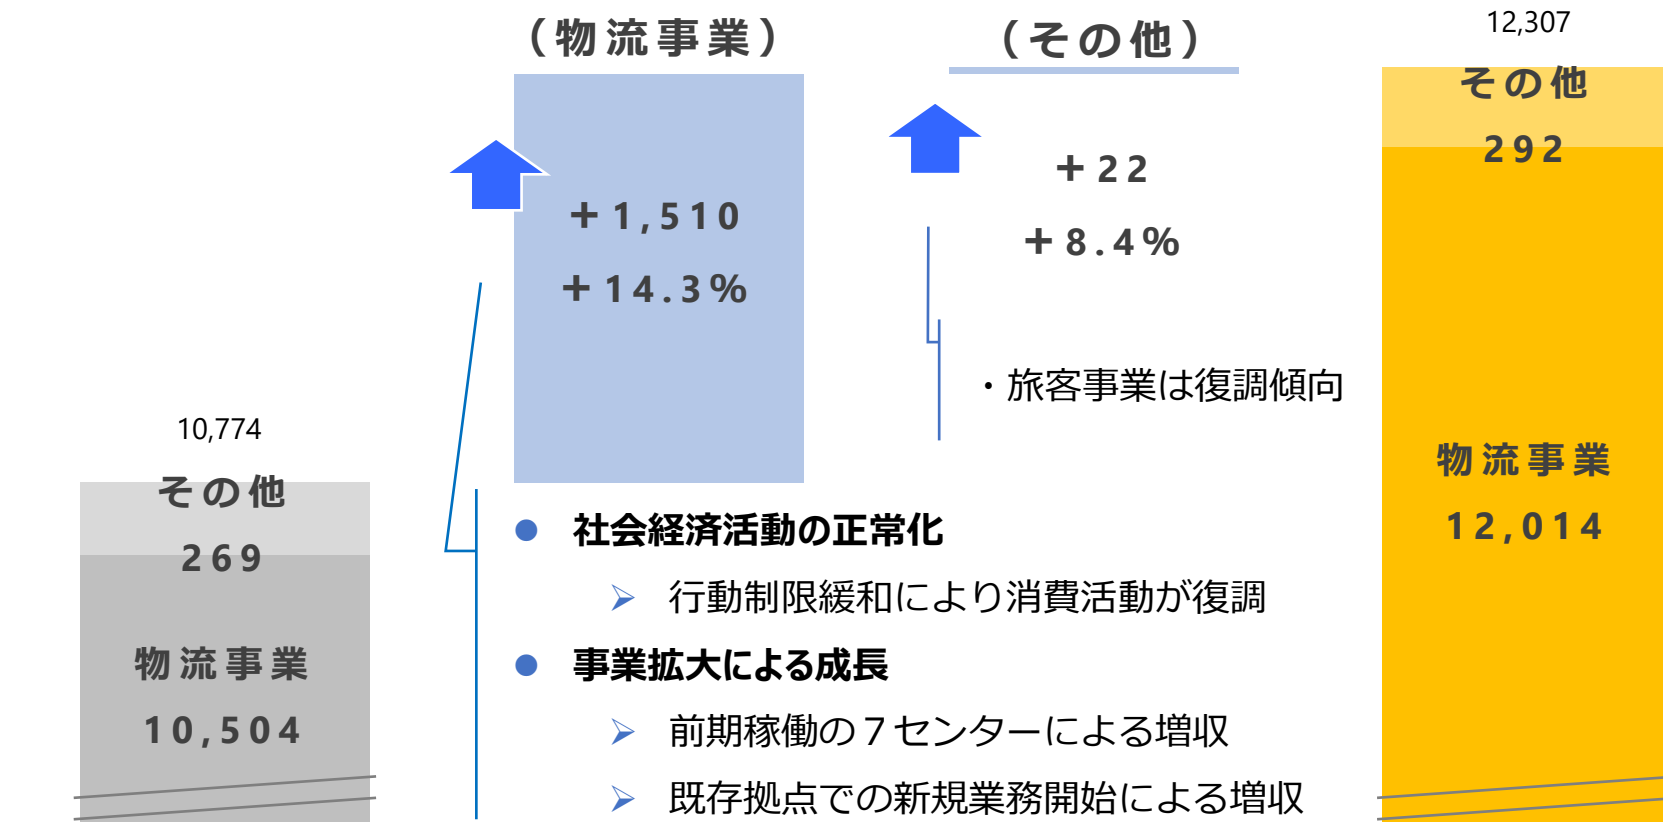 10,774
その他
269
物流事業
10,504
（物流事業）
＋1,510
＋14.3%
（その他）
＋22
＋8.4%
・旅客事業は復調傾向
● 社会経済活動の正常化
➢ 行動制限緩和により消費活動が復調
● 事業拡大による成長
➢ 前期稼働の７センターによる増収
➢ 既存拠点での新規業務開始による増収
12,307
その他
292
物流事業
12,014